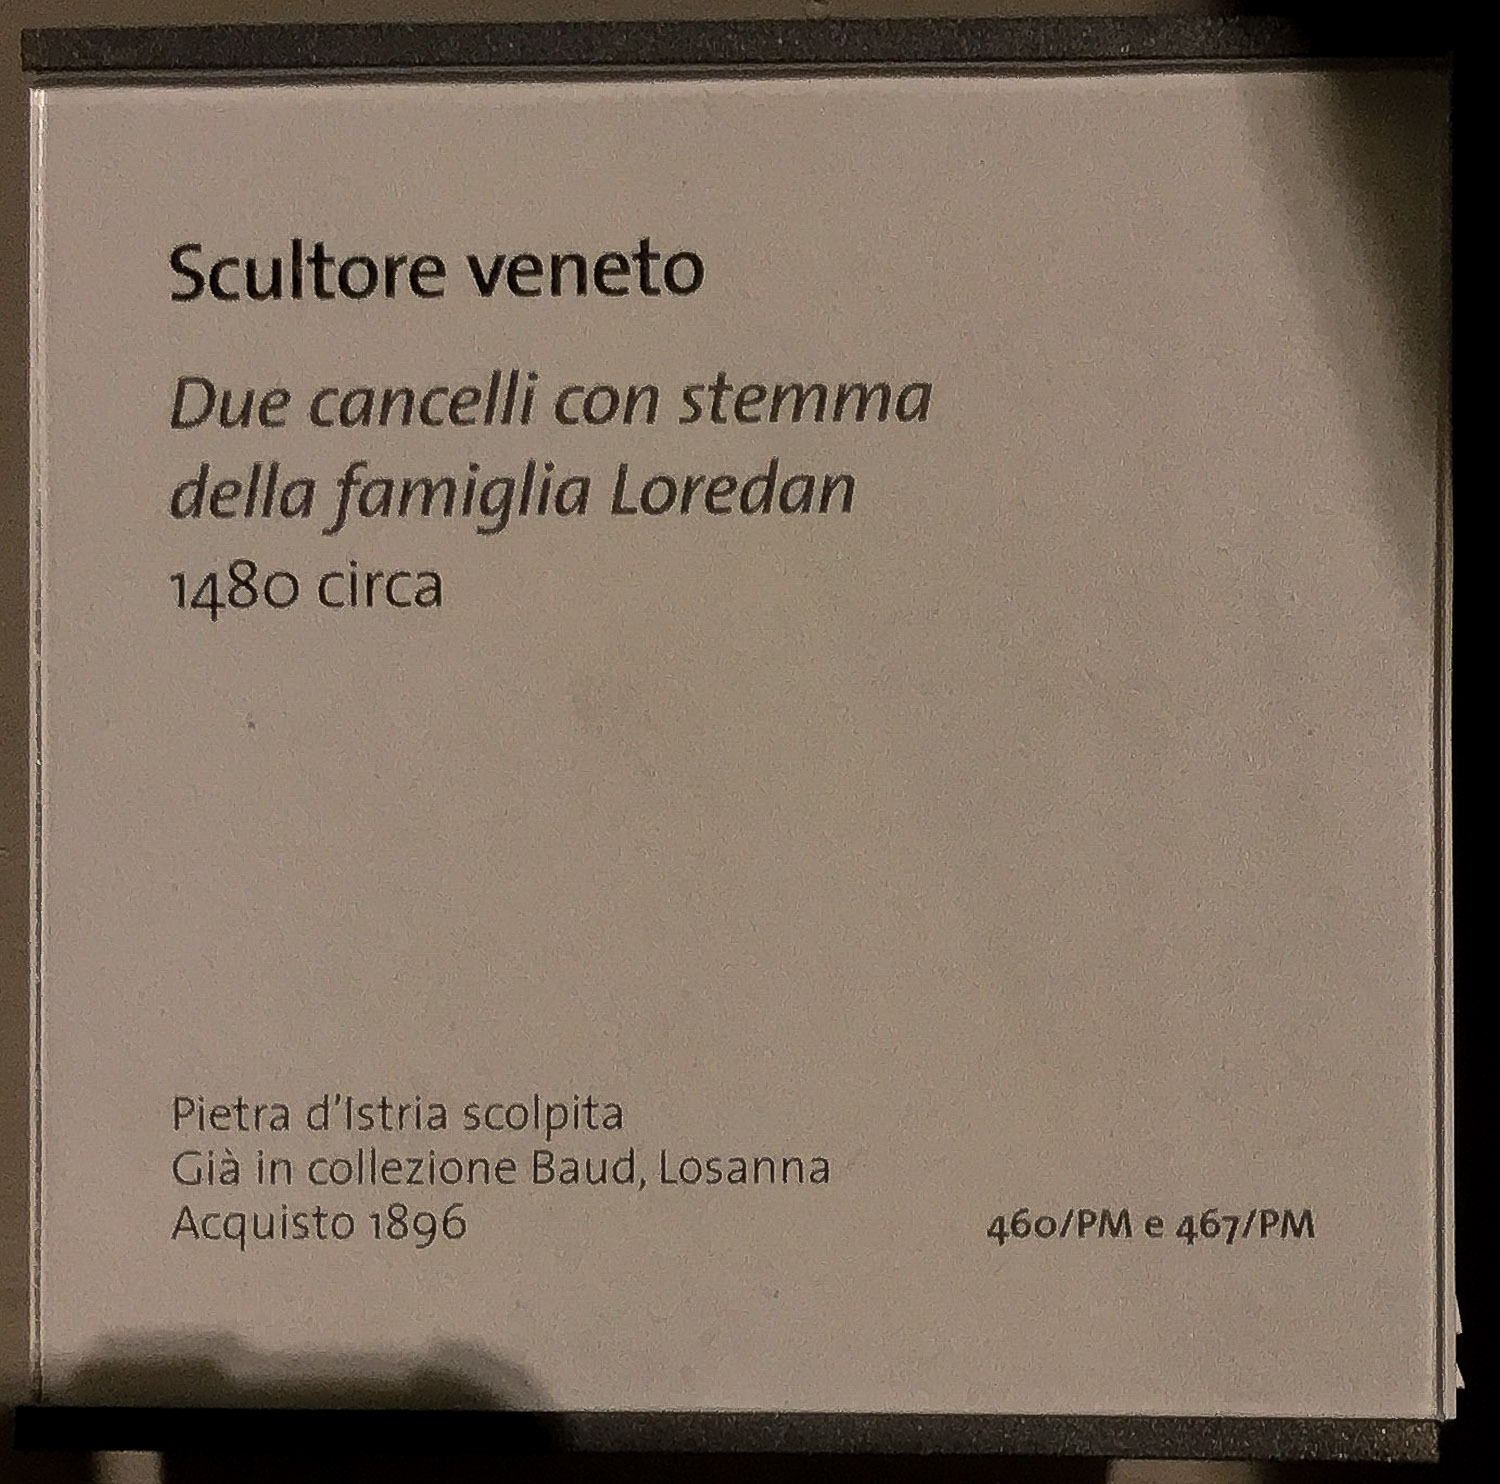 Scultore veneto
Due cancelli con stemma
della famiglia Loredan
1480 circa
Pietra d'Istria scolpita
Già in collezione Baud, Losanna
Acquisto 1896
460/PM e 467/PM